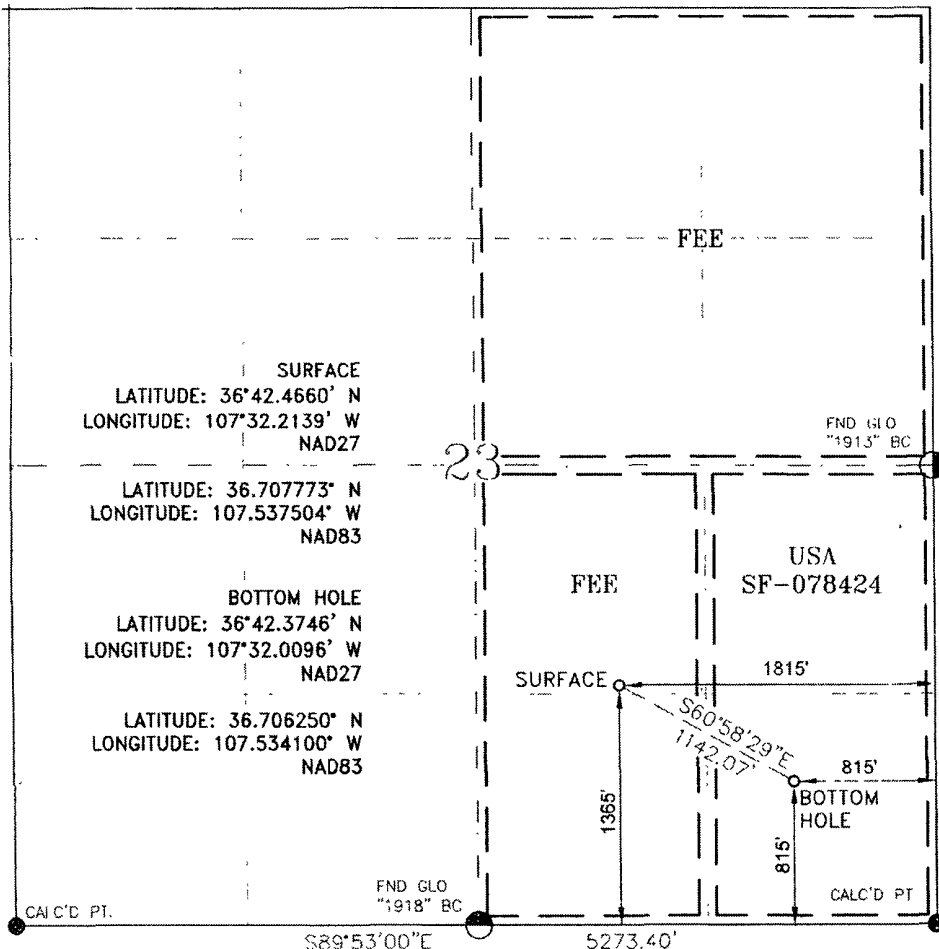 FEE
SURFACE
LATITUDE: 36°42.4660' N
LONGITUDE: 107°32.2139' W
NAD27
FND GLO
"1913" BC
23
LATITUDE: 36.707773° N
LONGITUDE: 107.537504° W
NAD83
USA
SF-078424
FEE
BOTTOM HOLE
LATITUDE: 36°42.3746' N
LONGITUDE: 107°32.0096' W
NAD27
1815'
SURFACE
LATITUDE: 36.706250° N
LONGITUDE: 107.534100° W
NAD83
S60°58'29"E
1142.07'
815'
BOTTOM
HOLE
1365'
815'
FND GLO
"1918" BC
CALC'D PT.
CALC'D PT
S89°53'00"E 5273.40'